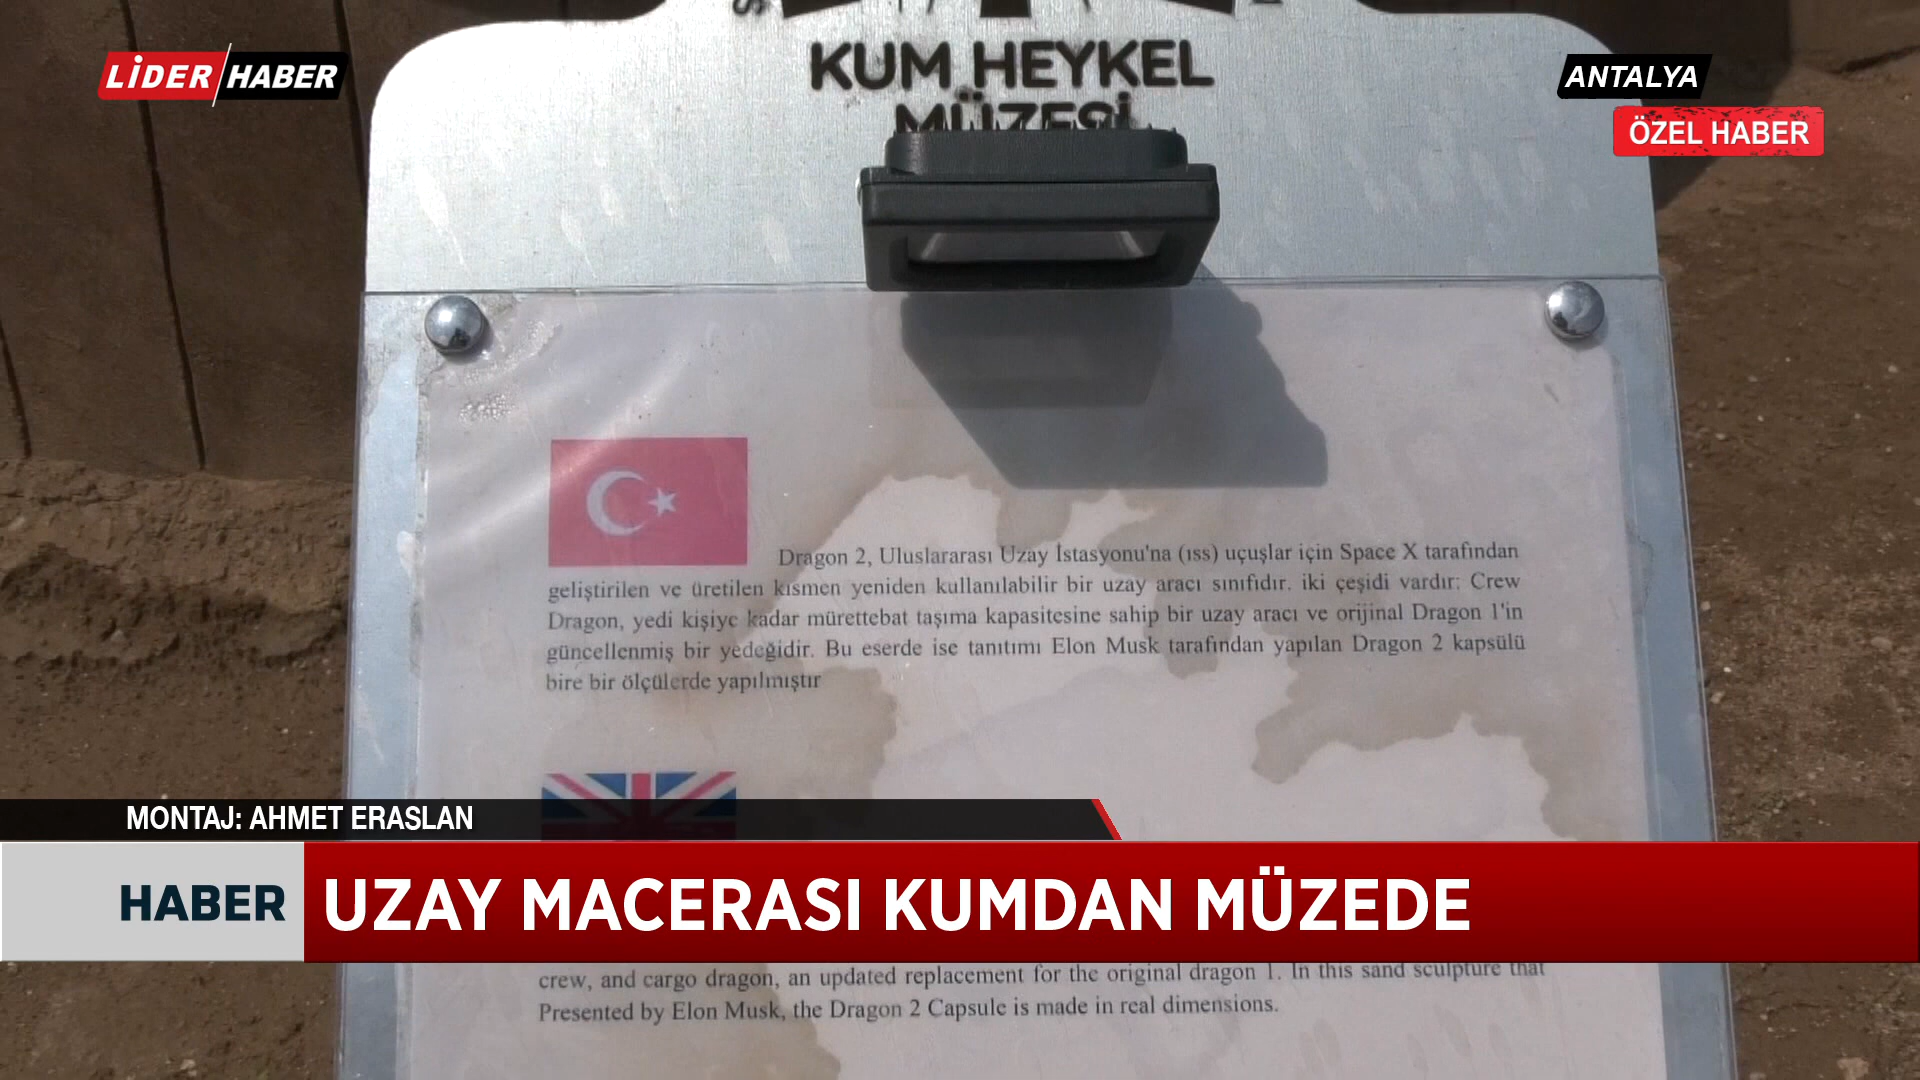 LİDER HABER
ANTALYA
ÖZEL HABER
KUM HEYKEL
MÜZESİ
Dragon 2, Uluslararası Uzay İstasyonu'na (ıss) uçuşlar için Space X tarafından
geliştirilen ve üretilen kısmen yeniden kullanılabilir bir uzay aracı sınıfıdır. iki çeşidi vardır: Crew
Dragon, yedi kişiye kadar mürettebat taşıma kapasitesine sahip bir uzay aracı ve orijinal Dragon 1'in
güncellenmiş bir yedeğidir. Bu eserde ise tanıtımı Elon Musk tarafından yapılan Dragon 2 kapsülü
bire bir ölçülerde yapılmıştır
MONTAJ: AHMET ERASLAN
HABER
UZAY MACERASI KUMDAN MÜZEDE
crew, and cargo dragon, an updated replacement for the original dragon 1. In this sand sculpture that
Presented by Elon Musk, the Dragon 2 Capsule is made in real dimensions.